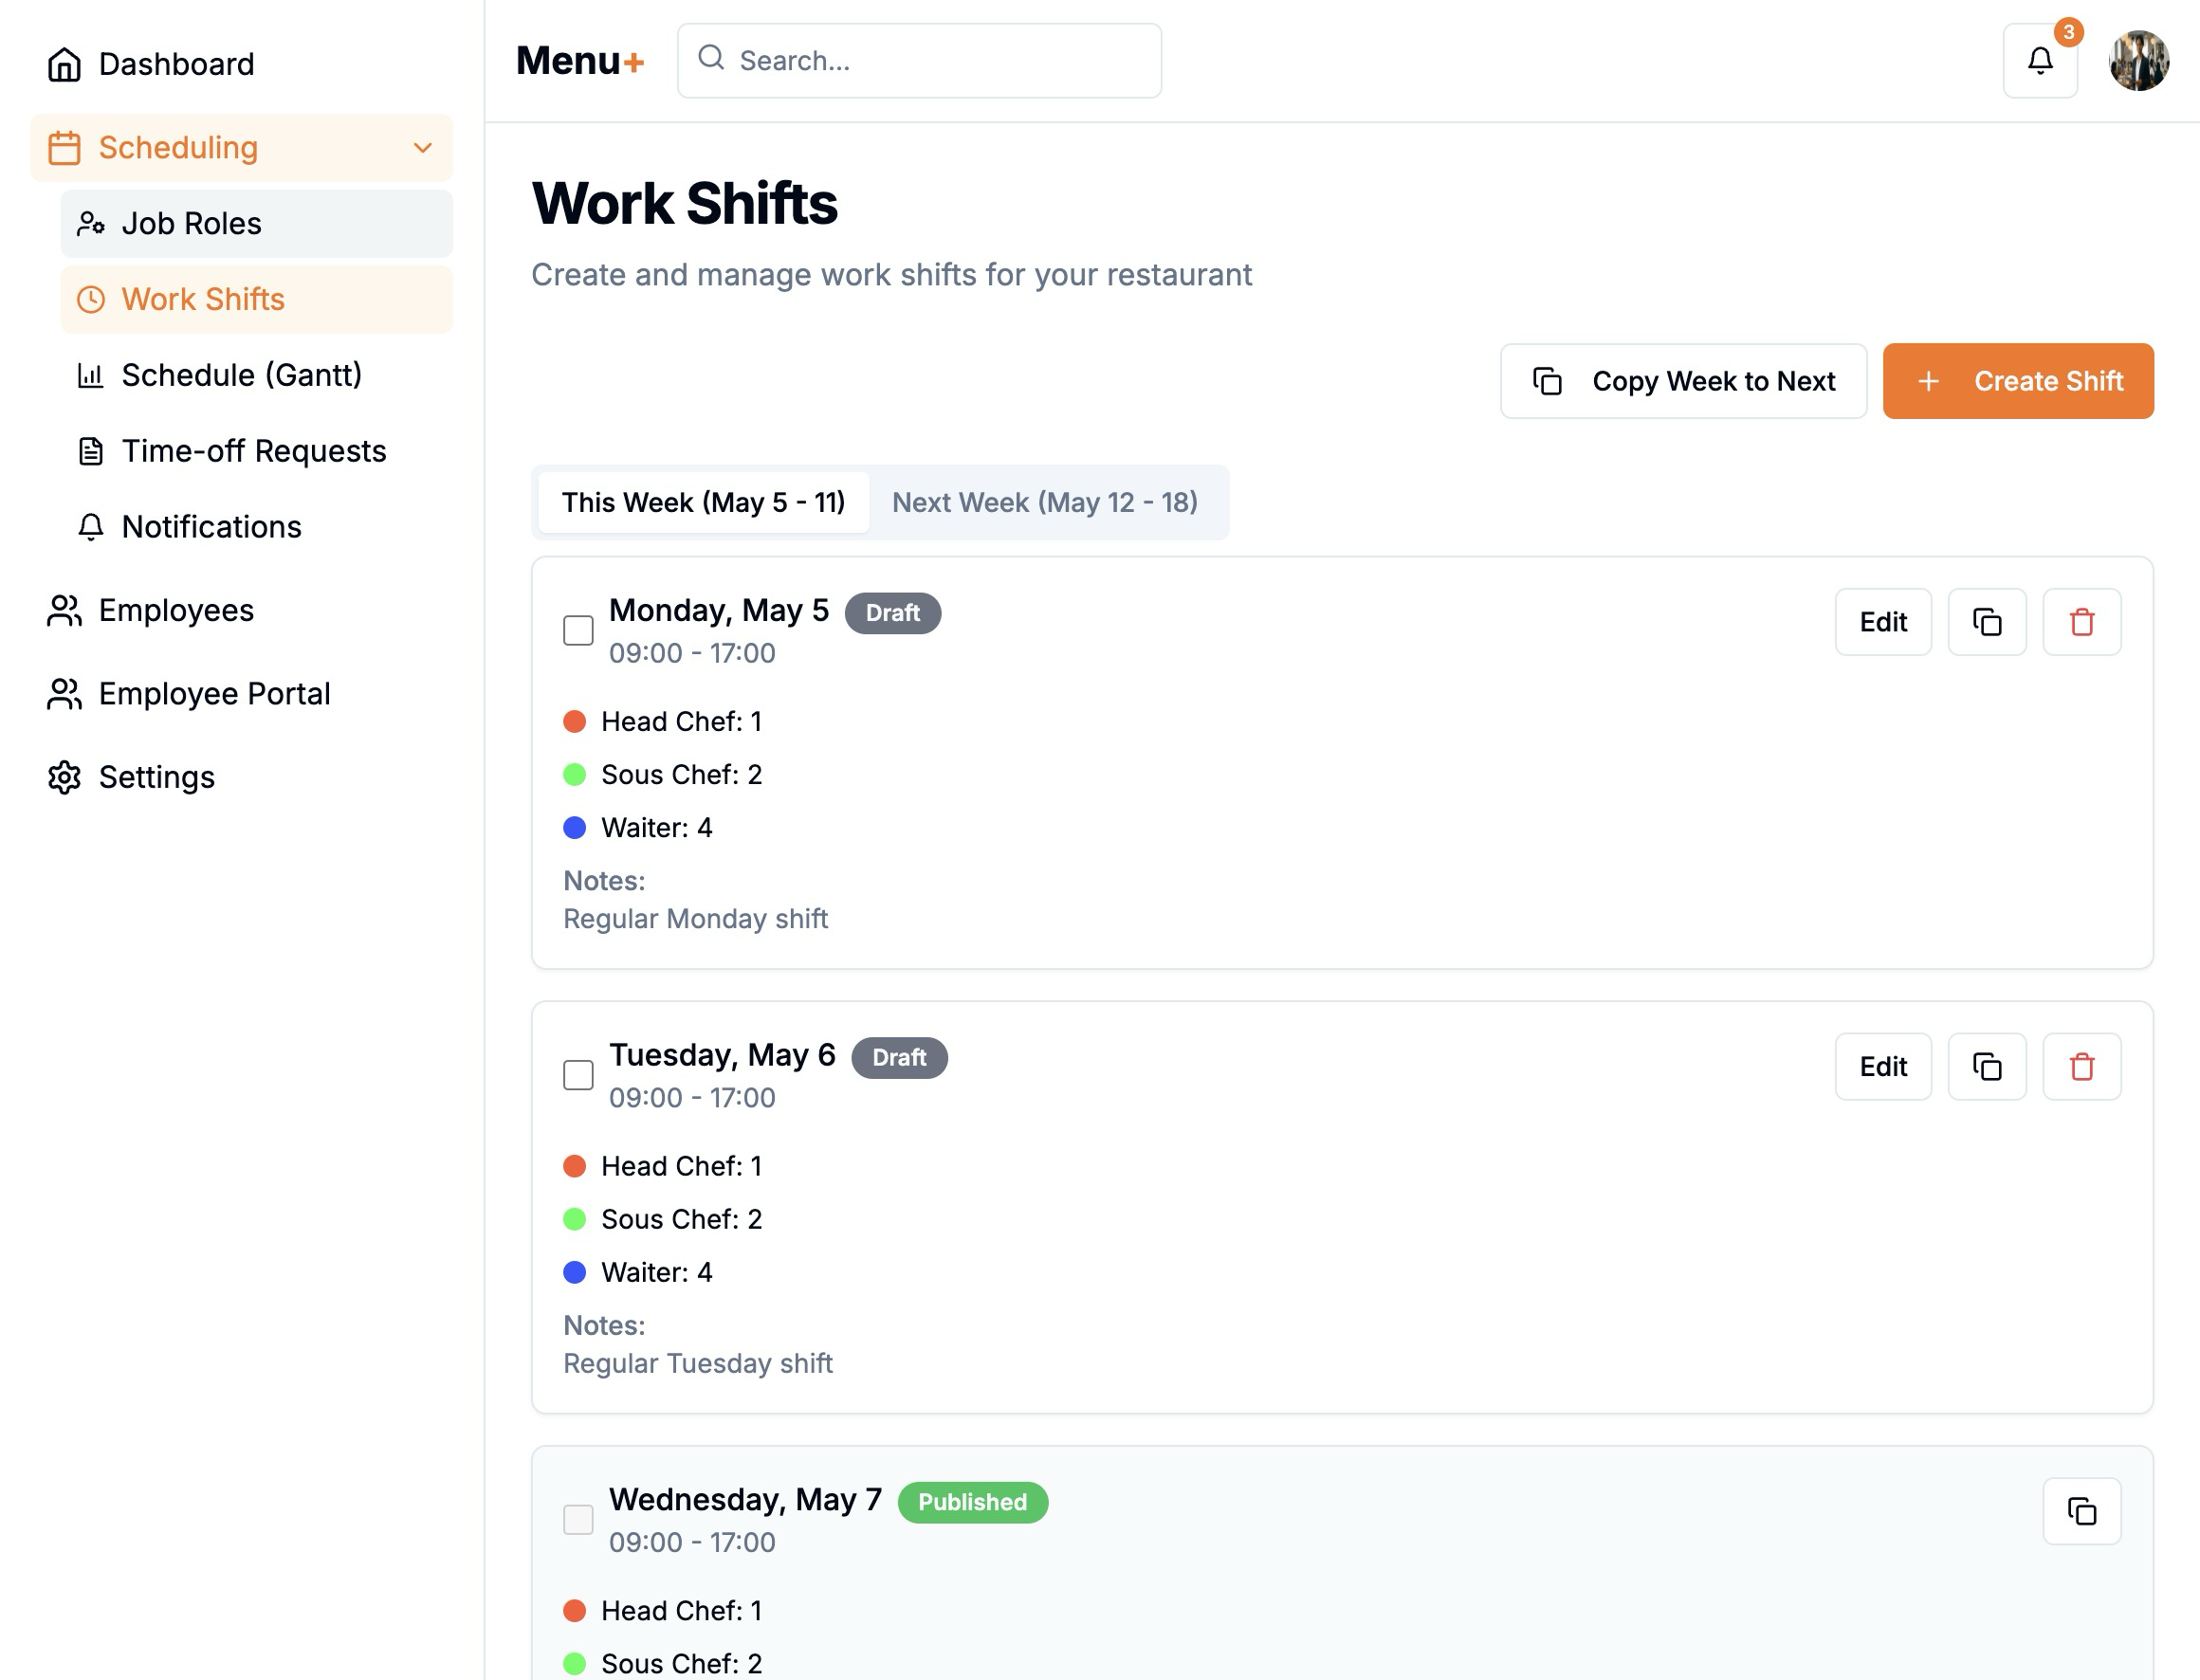 Dashboard
Scheduling
Job Roles
Work Shifts
Schedule (Gantt)
Time-off Requests
Notifications
Employees
Employee Portal
Settings
Menu+
Search...
3
Work Shifts
Create and manage work shifts for your restaurant
Copy Week to Next
Create Shift
This Week (May 5 - 11)
Next Week (May 12 - 18)
Monday, May 5
Draft
09:00 - 17:00
Edit
Head Chef: 1
Sous Chef: 2
Waiter: 4
Notes:
Regular Monday shift
Tuesday, May 6
Draft
09:00 - 17:00
Edit
Head Chef: 1
Sous Chef: 2
Waiter: 4
Notes:
Regular Tuesday shift
Wednesday, May 7
Published
09:00 - 17:00
Head Chef: 1
Sous Chef: 2